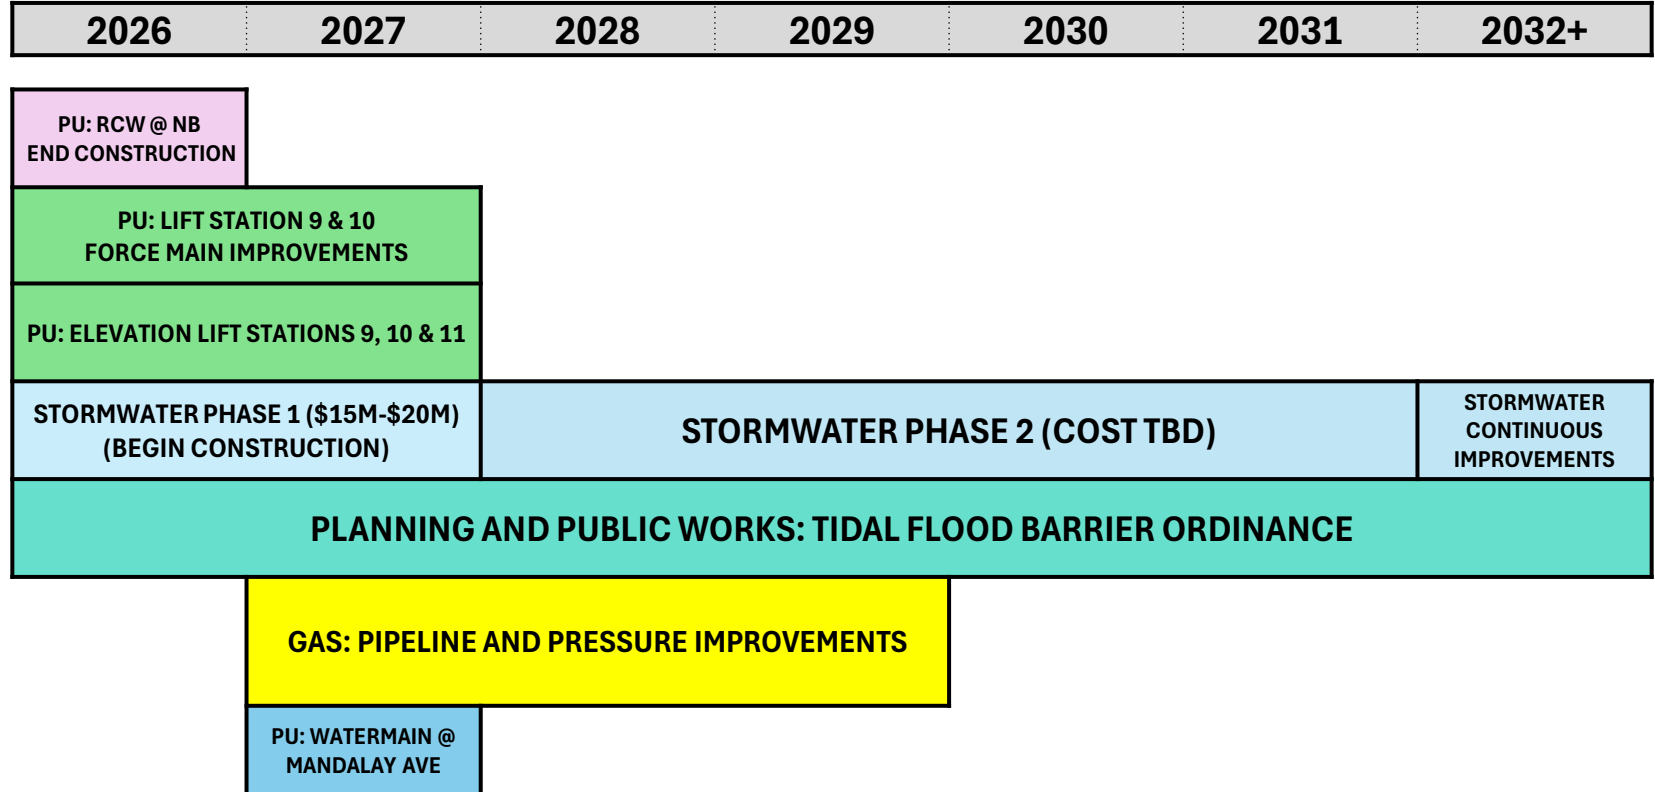 2026 2027 2028 2029 2030 2031 2032+
PU: RCW @ NB
END CONSTRUCTION
PU: LIFT STATION 9 & 10
FORCE MAIN IMPROVEMENTS
PU: ELEVATION LIFT STATIONS 9, 10 & 11
STORMWATER PHASE 1 ($15M-$20M)
(BEGIN CONSTRUCTION)
STORMWATER PHASE 2 (COST TBD)
STORMWATER
CONTINUOUS
IMPROVEMENTS
PLANNING AND PUBLIC WORKS: TIDAL FLOOD BARRIER ORDINANCE
GAS: PIPELINE AND PRESSURE IMPROVEMENTS
PU: WATERMAIN @
MANDALAY AVE